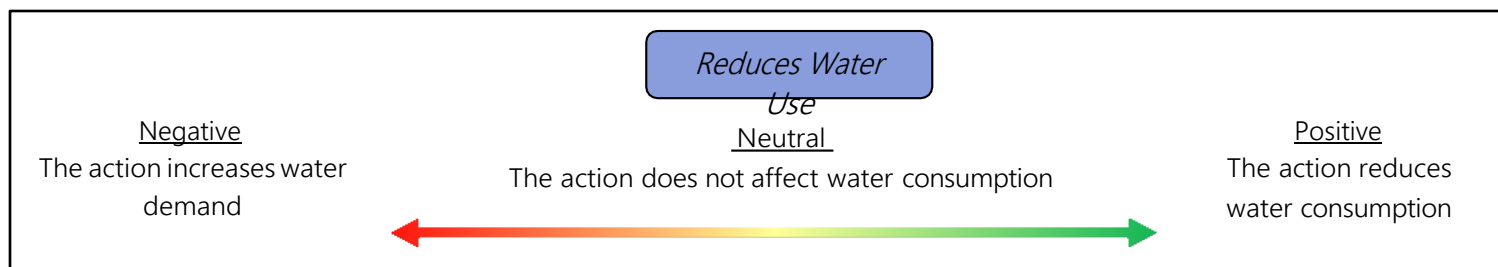 Reduces Water
Use
Negative
The action increases water
demand
Neutral
The action does not affect water consumption
Positive
The action reduces
water consumption